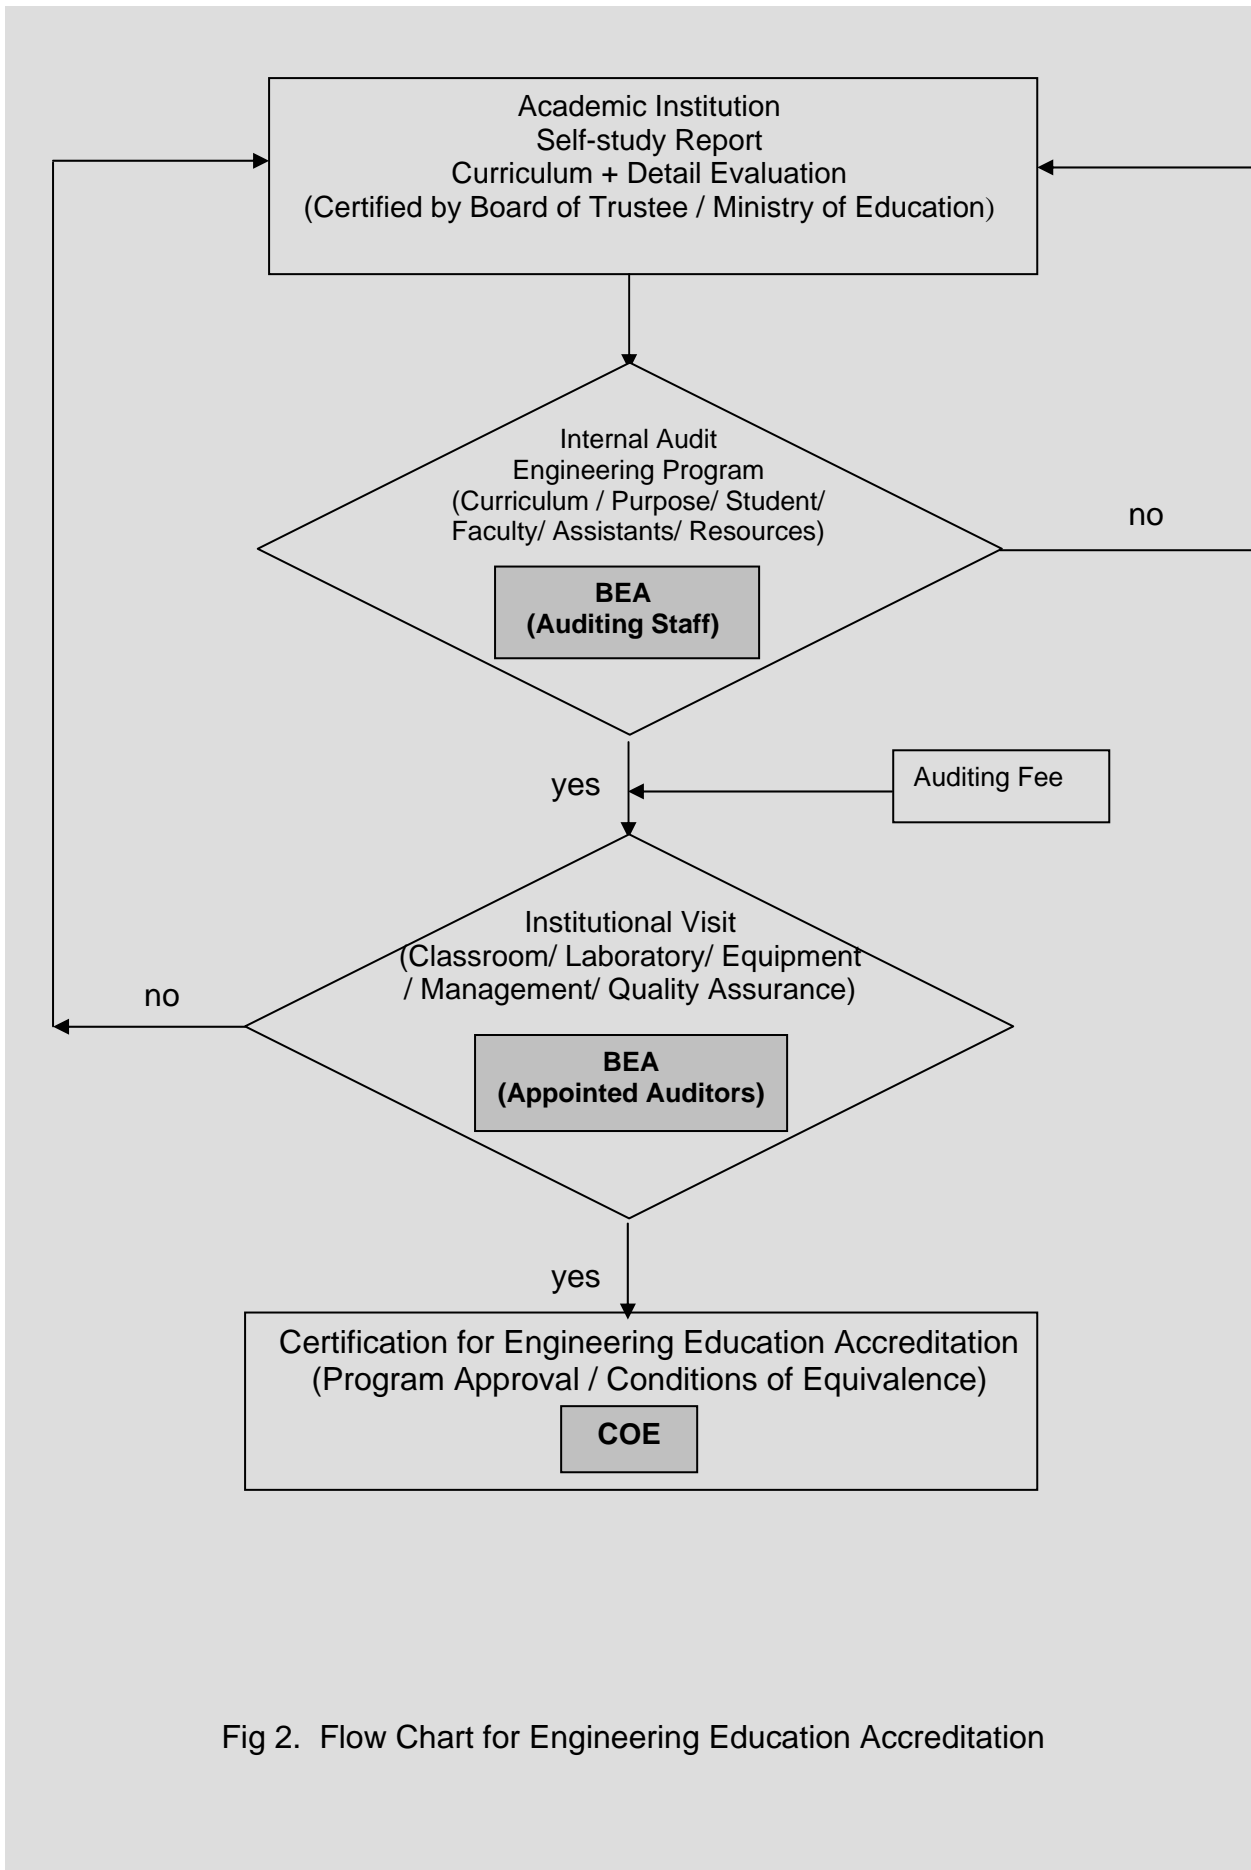 Academic Institution
Self-study Report
Curriculum + Detail Evaluation
(Certified by Board of Trustee / Ministry of Education)
Internal Audit
Engineering Program
(Curriculum / Purpose/ Student/
Faculty/ Assistants/ Resources)
no
BEA
(Auditing Staff)
yes
Auditing Fee
Institutional Visit
(Classroom/ Laboratory/ Equipment
/ Management/ Quality Assurance)
no
BEA
(Appointed Auditors)
yes
Certification for Engineering Education Accreditation
(Program Approval / Conditions of Equivalence)
COE
Fig 2. Flow Chart for Engineering Education Accreditation